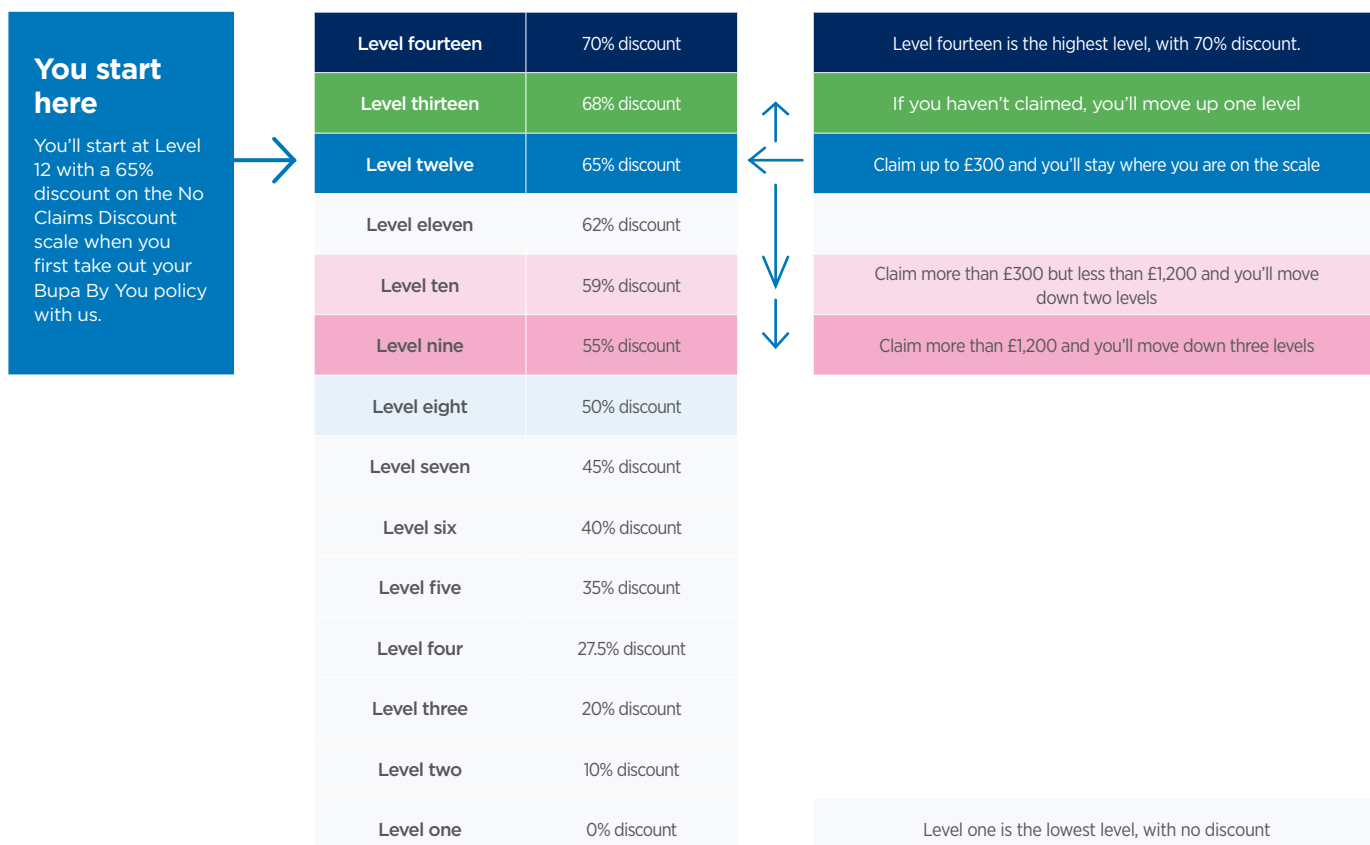 You start
here
You'll start at Level
12 with a 65%
discount on the No
Claims Discount
scale when you
first take out your
Bupa By You policy
with us.
Level fourteen 70% discount Level fourteen is the highest level, with 70% discount.
Level thirteen 68% discount If you haven't claimed, you'll move up one level
Level twelve 65% discount Claim up to £300 and you'll stay where you are on the scale
Level eleven 62% discount
Level ten 59% discount Claim more than £300 but less than £1,200 and you'll move
down two levels
Level nine 55% discount Claim more than £1,200 and you'll move down three levels
Level eight 50% discount
Level seven 45% discount
Level six 40% discount
Level five 35% discount
Level four 27.5% discount
Level three 20% discount
Level two 10% discount
Level one 0% discount Level one is the lowest level, with no discount